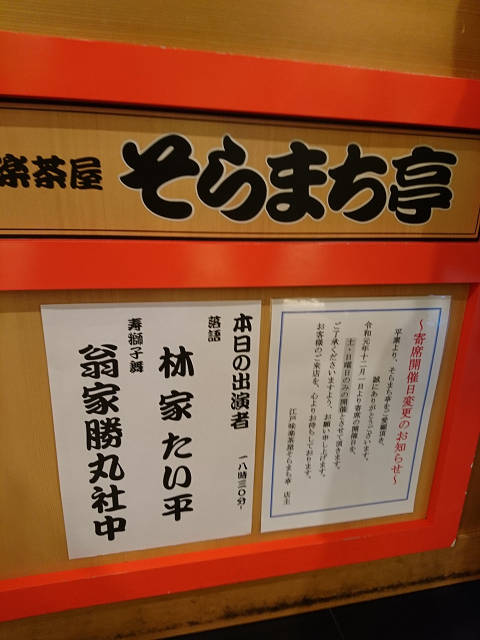 楽茶屋
そらまち亭
～寄席開催日変更のお知らせ～
平素より、そらまち亭をご愛顧頂き、
誠にありがとうございます。
令和元年十二月一日より寄席の開催日を、
土・日曜日のみの開催とさせて頂きます。
ご了承くださいますよう、お願い申し上げます。
お客様のご来店を、心よりお待ちしております。
江戸味楽茶屋そらまち亭 店主
本日の出演者
一八時三〇分～
落語
林家たい平
寿獅子舞
翁家勝丸社中